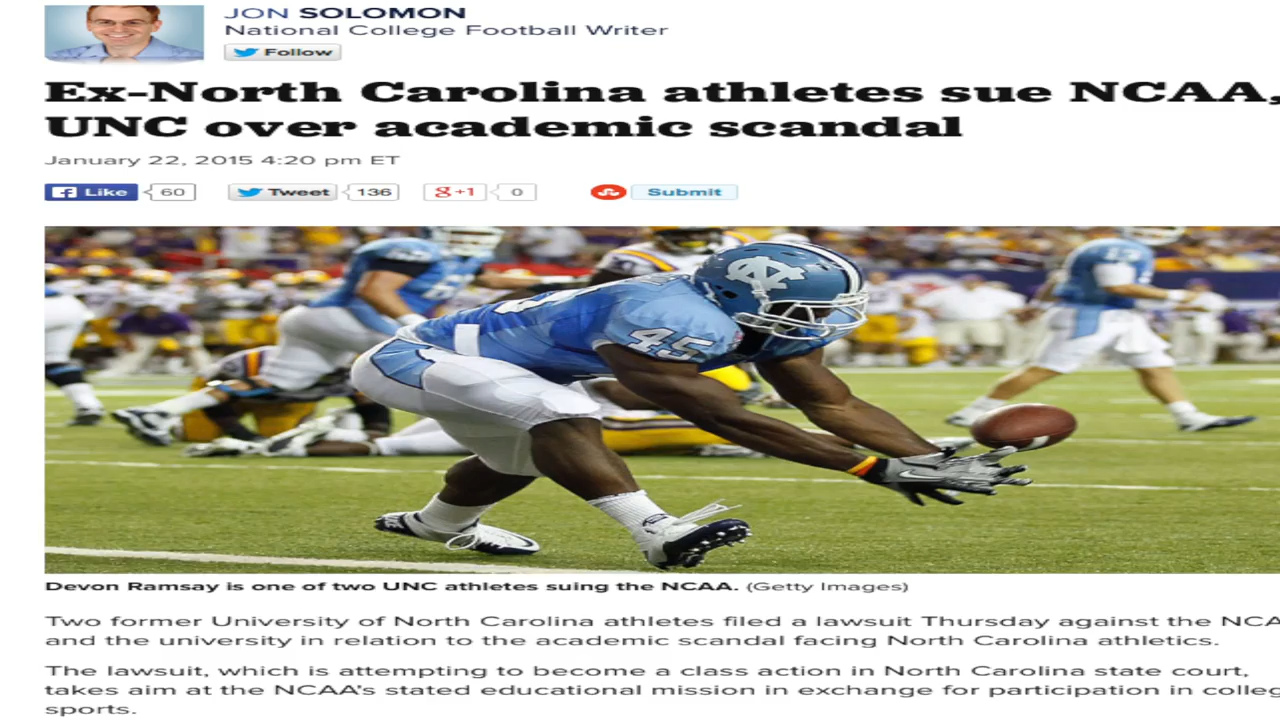 JON SOLOMON
National College Football Writer
Follow
Ex-North Carolina athletes sue NCAA,
UNC over academic scandal
January 22, 2015 4:20 pm ET
Like 60 Tweet 136 g+1 0 Submit
NC
45
Devon Ramsay is one of two UNC athletes suing the NCAA. (Getty Images)
Two former University of North Carolina athletes filed a lawsuit Thursday against the NCA
and the university in relation to the academic scandal facing North Carolina athletics.
The lawsuit, which is attempting to become a class action in North Carolina state court,
takes aim at the NCAA's stated educational mission in exchange for participation in colleg
sports.